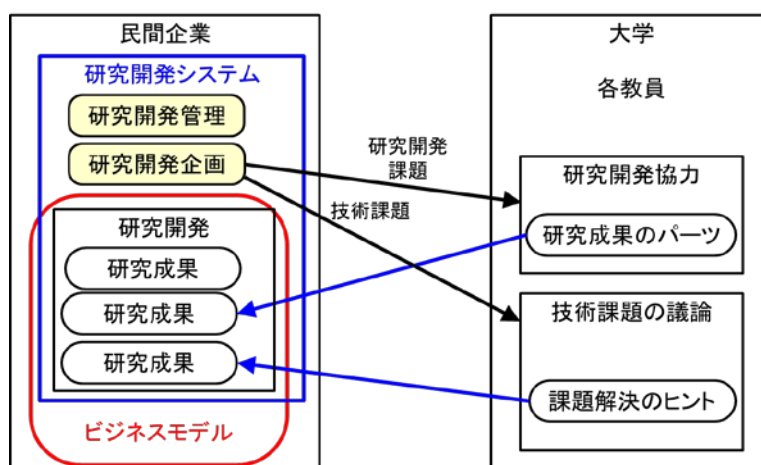 民間企業
研究開発システム
研究開発管理
研究開発企画
研究開発
研究成果
研究成果
研究成果
ビジネスモデル
研究開発
課題
技術課題
大学
各教員
研究開発協力
研究成果のパーツ
技術課題の議論
課題解決のヒント